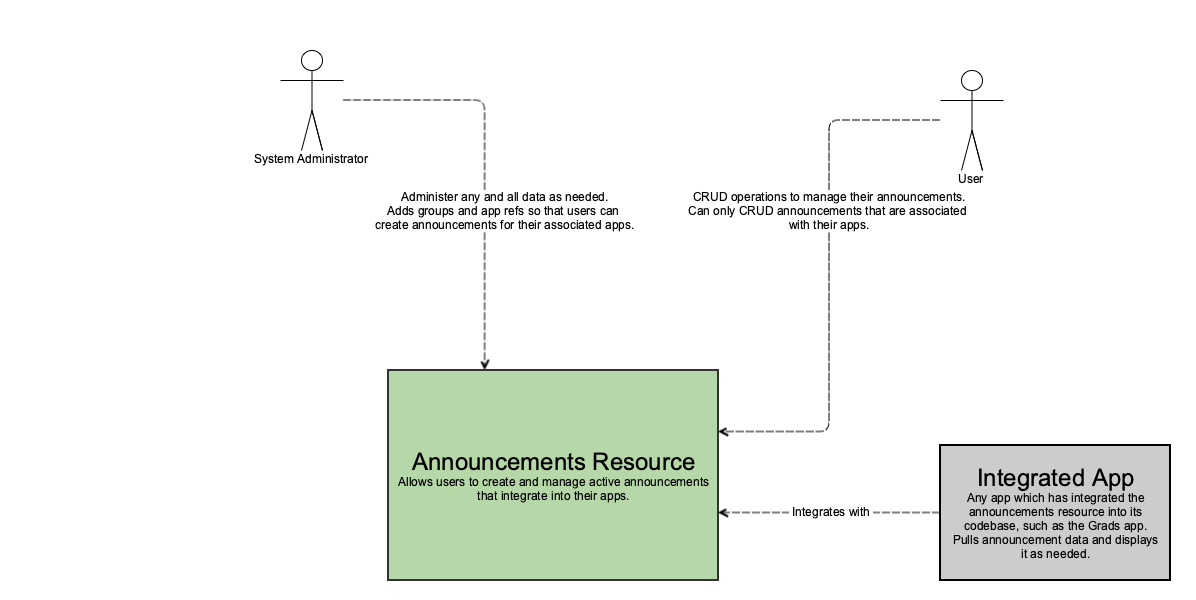 System Administrator
User
Administer any and all data as needed.
Adds groups and app refs so that users can
create announcements for their associated apps.
CRUD operations to manage their announcements.
Can only CRUD announcements that are associated
with their apps.
Announcements Resource
Allows users to create and manage active announcements
that integrate into their apps.
Integrates with
Integrated App
Any app which has integrated the
announcements resource into its
codebase, such as the Grads app.
Pulls announcement data and displays
it as needed.